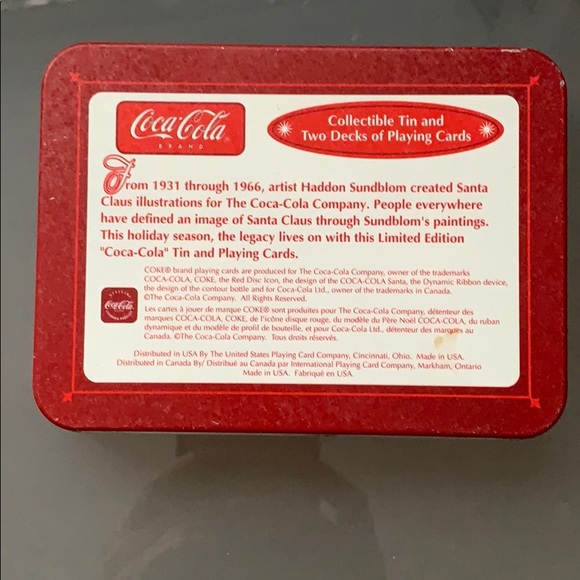 Coca-Cola
BRAND
Collectible Tin and
Two Decks of Playing Cards
From 1931 through 1966, artist Haddon Sundblom created Santa
Claus illustrations for The Coca-Cola Company. People everywhere
have defined an image of Santa Claus through Sundblom's paintings.
This holiday season, the legacy lives on with this Limited Edition
"Coca-Cola" Tin and Playing Cards.
COKE® brand playing cards are produced for The Coca-Cola Company, owner of the trademarks
COCA-COLA, COKE, the Red Disc Icon, the design of the COCA-COLA Santa, the Dynamic Ribbon device,
the design of the contour bottle and for Coca-Cola Ltd., owner of the trademarks in Canada.
©The Coca-Cola Company. All Rights Reserved.
Coca-Cola
Les cartes à jouer de marque COKE® sont produites pour The Coca-Cola Company, détenteur des
marques COCA-COLA, COKE, de l'icône disque rouge, du modèle du Père Noël COCA-COLA, du ruban
dynamique et du modèle de profil de bouteille, et pour Coca-Cola Ltd., détenteur des marques au
Canada. ©The Coca-Cola Company. Tous droits réservés.
Distributed in USA By The United States Playing Card Company, Cincinnati, Ohio. Made in USA.
Distributed in Canada By/ Distribué au Canada par International Playing Card Company, Markham, Ontario
Made in USA. Fabriqué en USA.